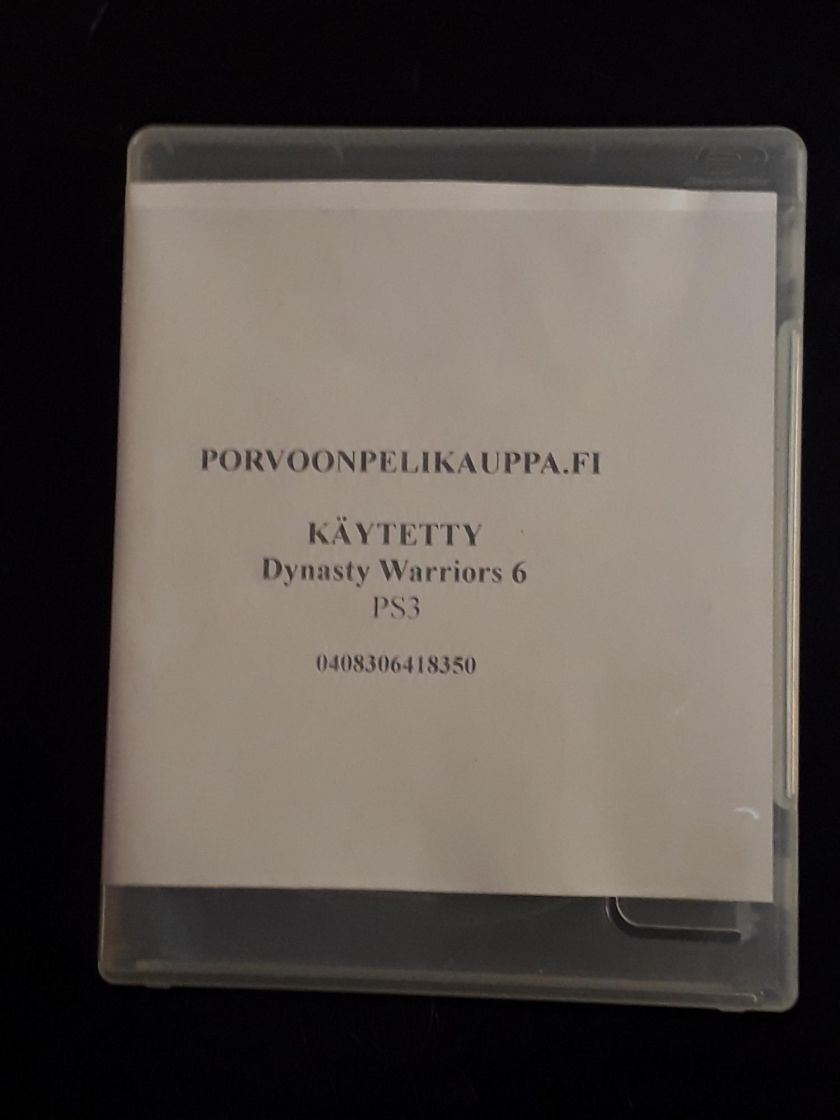 PORVOONPELIKAUPPA.FI
KÄYTETTY
Dynasty Warriors 6
PS3
0408306418350